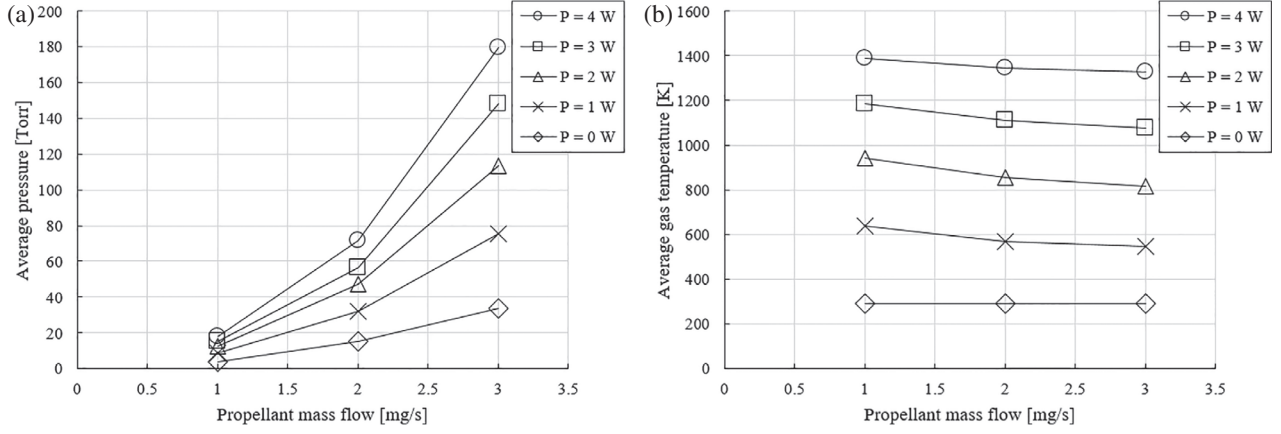 (a)
Average pressure [Torr]
200
180
160
140
120
100
80
60
40
20
0
0 0.5 1 1.5 2 2.5 3 3.5
Propellant mass flow [mg/s]
P = 4 W
P = 3 W
P = 2 W
P = 1 W
P = 0 W
(b)
Average gas temperature [K]
1600
1400
1200
1000
800
600
400
200
0
0 0.5 1 1.5 2 2.5 3 3.5
Propellant mass flow [mg/s]
P = 4 W
P = 3 W
P = 2 W
P = 1 W
P = 0 W